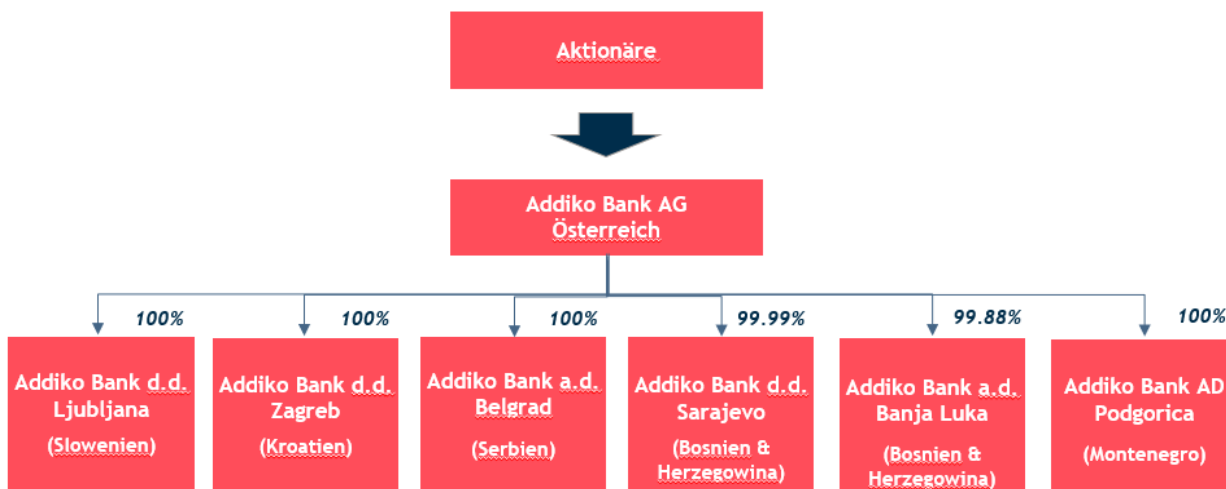 Aktionäre
Addiko Bank AG
Österreich
100%
100%
100%
99.99%
99.88%
100%
Addiko Bank d.d.
Ljubljana
(Slowenien)
Addiko Bank d.d.
Zagreb
(Kroatien)
Addiko Bank a.d.
Belgrad
(Serbien)
Addiko Bank d.d.
Sarajevo
(Bosnien &
Herzegowina)
Addiko Bank a.d.
Banja Luka
(Bosnien &
Herzegowina)
Addiko Bank AD
Podgorica
(Montenegro)